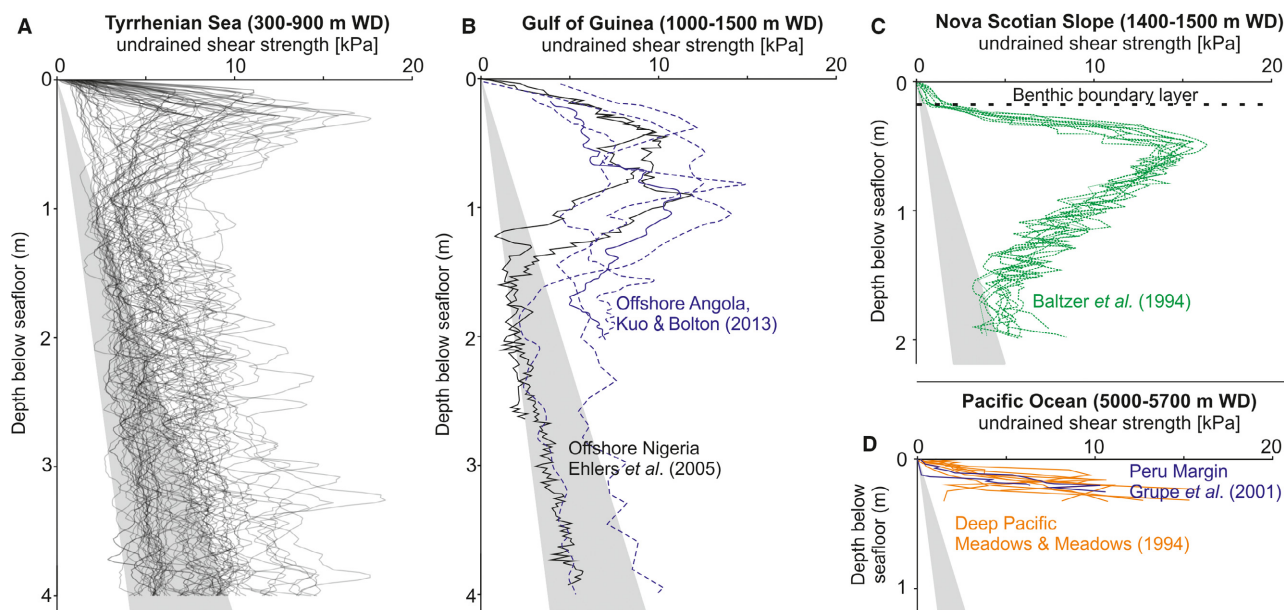 A
Tyrrhenian Sea (300-900 m WD)
undrained shear strength [kPa]
0
10
20
0
1
2
3
4
Depth below seafloor (m)
B
Gulf of Guinea (1000-1500 m WD)
undrained shear strength [kPa]
0
10
20
0
1
2
3
4
Depth below seafloor (m)
Offshore Angola,
Kuo & Bolton (2013)
Offshore Nigeria
Ehlers et al. (2005)
C
Nova Scotian Slope (1400-1500 m WD)
undrained shear strength [kPa]
0
10
20
0
1
2
Depth below seafloor (m)
Benthic boundary layer
Baltzer et al. (1994)
Pacific Ocean (5000-5700 m WD)
undrained shear strength [kPa]
D
0
10
20
0
1
Depth below
seafloor (m)
Peru Margin
Grupe et al. (2001)
Deep Pacific
Meadows & Meadows (1994)